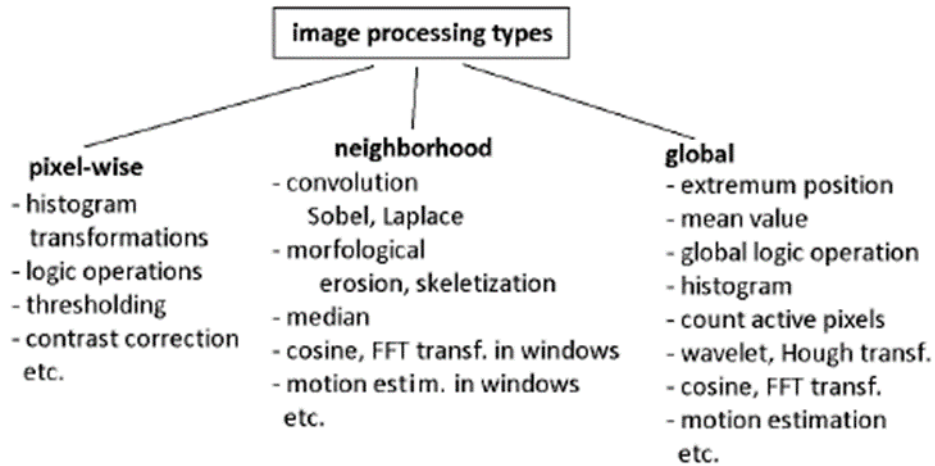 image processing types
pixel-wise
- histogram
transformations
- logic operations
- thresholding
- contrast correction
etc.
neighborhood
- convolution
Sobel, Laplace
- morfological
erosion, skeletization
- median
- cosine, FFT transf. in windows
- motion estim. in windows
etc.
global
- extremum position
- mean value
- global logic operation
- histogram
- count active pixels
- wavelet, Hough transf.
- cosine, FFT transf.
- motion estimation
etc.